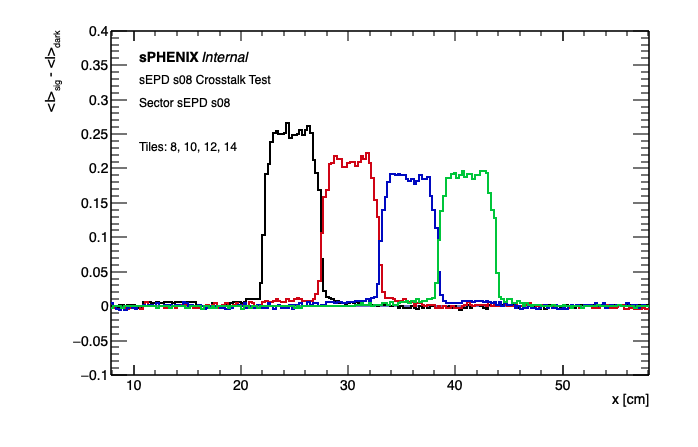 0.4
0.35
0.3
0.25
0.2
0.15
0.1
0.05
0
−0.05
−0.1
<I>sig - <I>dark
sPHENIX Internal
sEPD s08 Crosstalk Test
Sector sEPD s08
Tiles: 8, 10, 12, 14
10 20 30 40 50
x [cm]